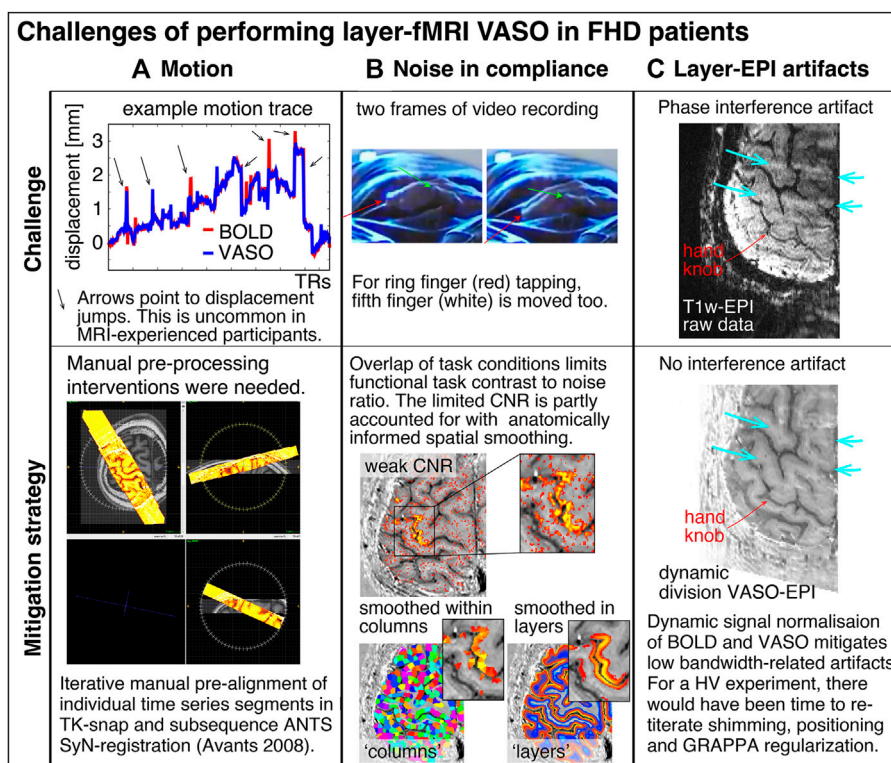 Challenges of performing layer-fMRI VASO in FHD patients
A Motion
B Noise in compliance
C Layer-EPI artifacts
Challenge
example motion trace
displacement [mm]
3
2
1
0
BOLD
VASO
TRs
Arrows point to displacement
jumps. This is uncommon in
MRI-experienced participants.
two frames of video recording
For ring finger (red) tapping,
fifth finger (white) is moved too.
Phase interference artifact
hand
knob
T1w-EPI
raw data
Mitigation strategy
Manual pre-processing
interventions were needed.
Iterative manual pre-alignment of
individual time series segments in
TK-snap and subsequence ANTS
SyN-registration (Avants 2008).
Overlap of task conditions limits
functional task contrast to noise
ratio. The limited CNR is partly
accounted for with anatomically
informed spatial smoothing.
weak CNR
smoothed within
columns
smoothed in
layers
'columns'
'layers'
No interference artifact
hand
knob
dynamic
division VASO-EPI
Dynamic signal normalisaion
of BOLD and VASO mitigates
low bandwidth-related artifacts.
For a HV experiment, there
would have been time to re-
titerate shimming, positioning
and GRAPPA regularization.